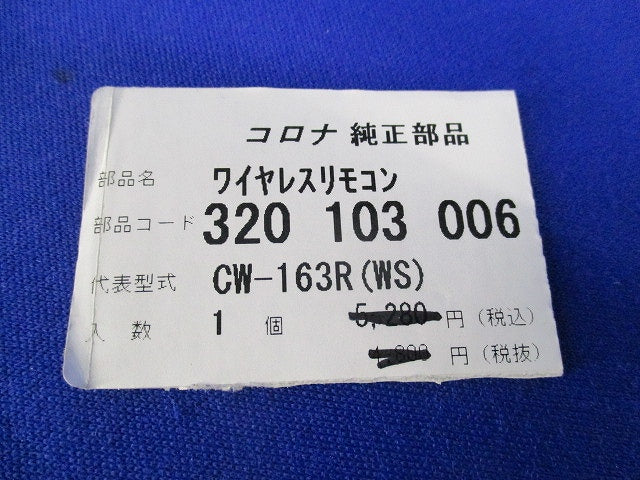 コロナ 純正部品
部品名 ワイヤレスリモコン
部品コード 320 103 006
代表型式 CW-163R(WS)
入数 1 個 5,280 円(税込)
円(税抜)